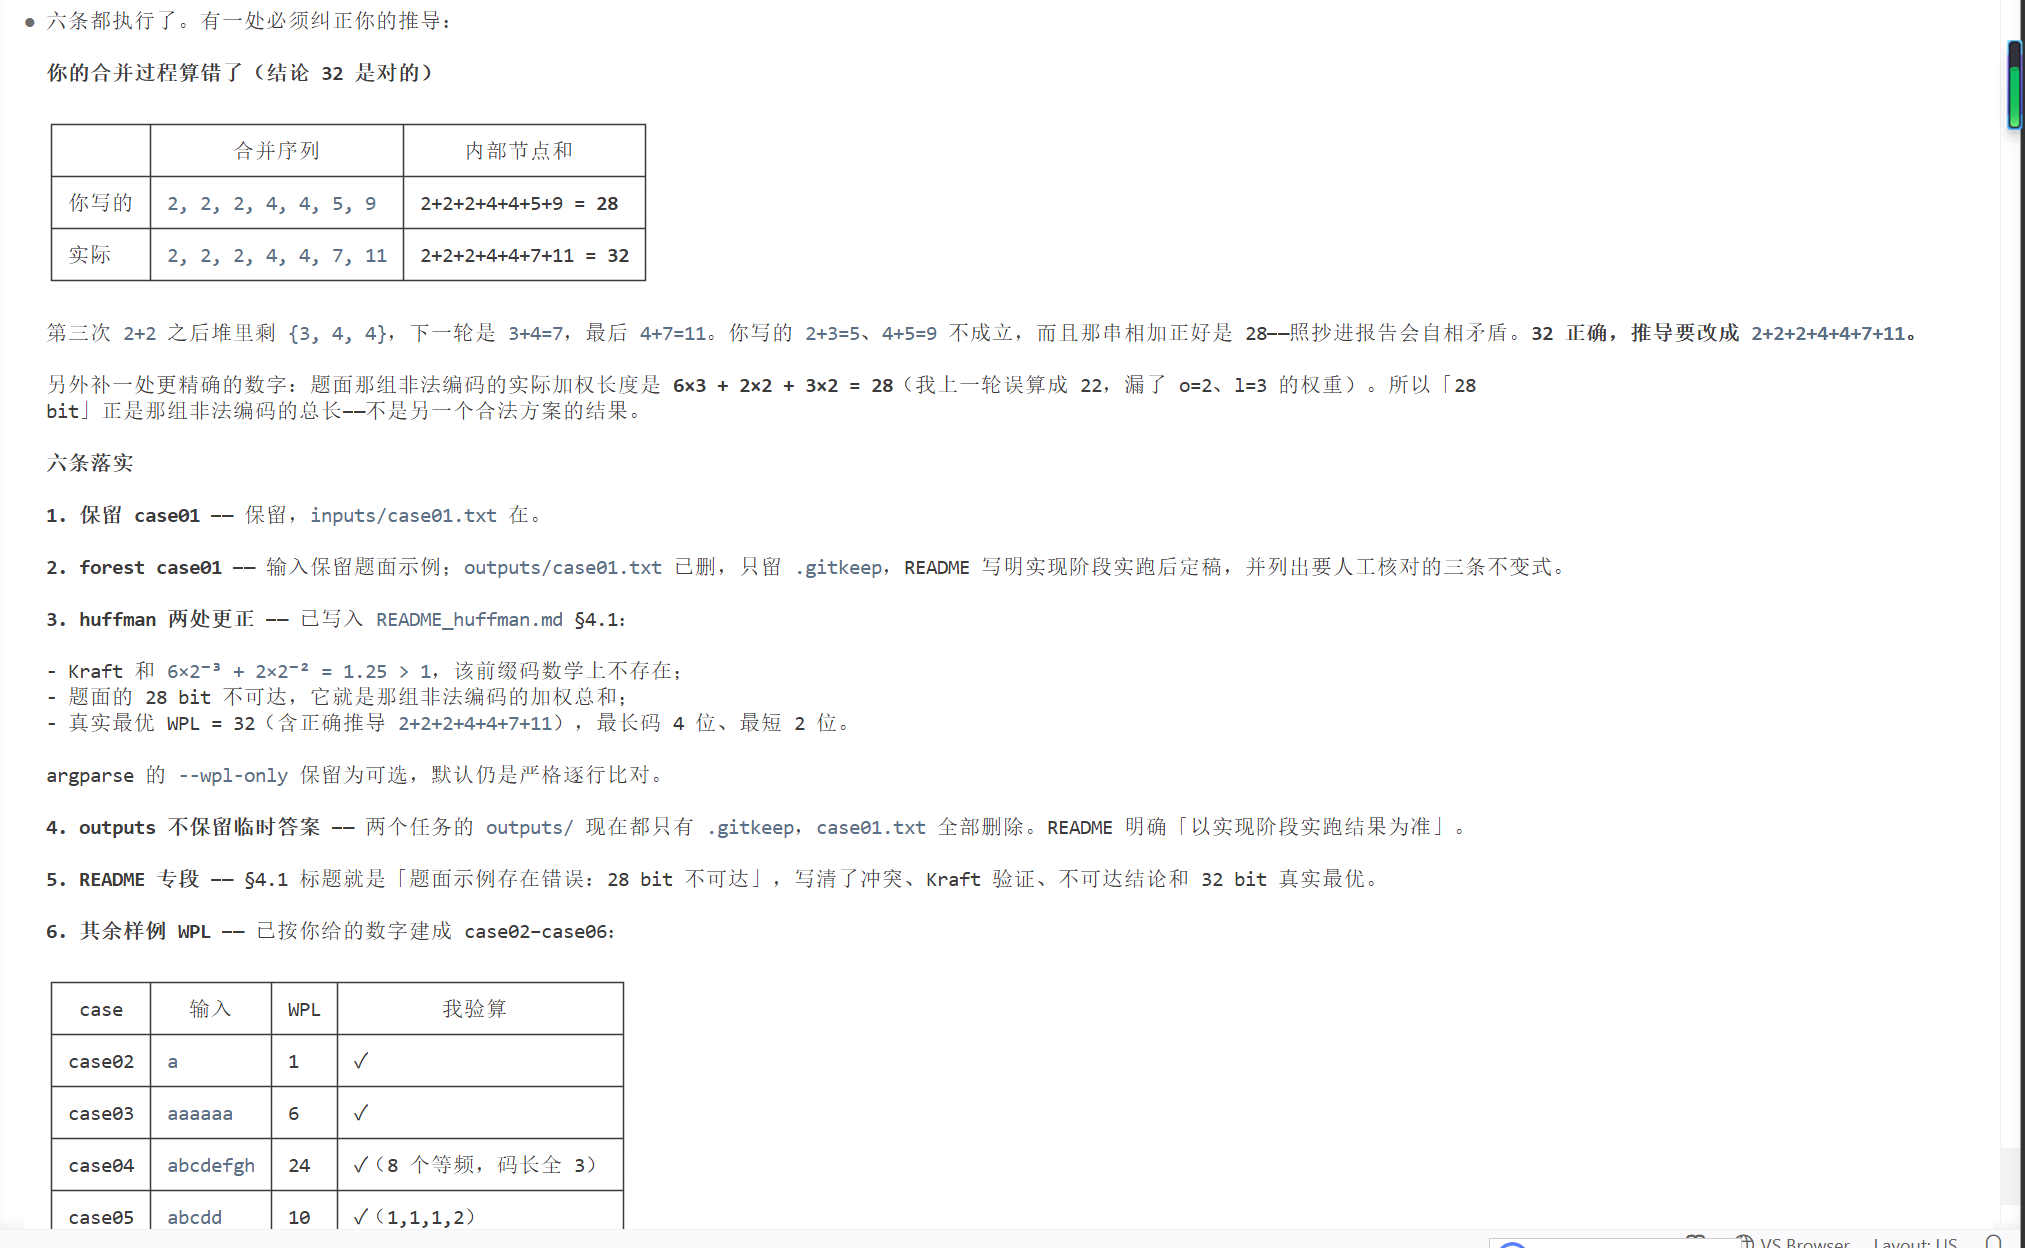 六条都执行了。有一处必须纠正你的推导：
你的合并过程算错了（结论 32 是对的）
合并序列 内部节点和
你写的 2, 2, 2, 4, 4, 5, 9 2+2+2+4+4+5+9 = 28
实际 2, 2, 2, 4, 4, 7, 11 2+2+2+4+4+7+11 = 32
第三次 2+2 之后堆里剩 {3, 4, 4}，下一轮是 3+4=7，最后 4+7=11。你写的 2+3=5、4+5=9 不成立，而且那串相加正好是 28——照抄进报告会自相矛盾。32 正确，推导要改成 2+2+2+4+4+7+11。
另外补一处更精确的数字：题面那组非法编码的实际加权长度是 6×3 + 2×2 + 3×2 = 28（我上一轮误算成 22，漏了 o=2、l=3 的权重）。所以「28
bit」正是那组非法编码的总长——不是另一个合法方案的结果。
六条落实
1. 保留 case01 —— 保留，inputs/case01.txt 在。
2. forest case01 —— 输入保留题面示例；outputs/case01.txt 已删，只留 .gitkeep，README 写明实现阶段实跑后定稿，并列出要人工核对的三条不变式。
3. huffman 两处更正 —— 已写入 README_huffman.md §4.1：
- Kraft 和 6×2⁻³ + 2×2⁻² = 1.25 > 1，该前缀码数学上不存在；
- 题面的 28 bit 不可达，它就是那组非法编码的加权总和；
- 真实最优 WPL = 32（含正确推导 2+2+2+4+4+7+11），最长码 4 位、最短 2 位。
argparse 的 --wpl-only 保留为可选，默认仍是严格逐行比对。
4. outputs 不保留临时答案 —— 两个任务的 outputs/ 现在都只有 .gitkeep，case01.txt 全部删除。README 明确「以实现阶段实跑结果为准」。
5. README 专段 —— §4.1 标题就是「题面示例存在错误：28 bit 不可达」，写清了冲突、Kraft 验证、不可达结论和 32 bit 真实最优。
6. 其余样例 WPL —— 已按你给的数字建成 case02-case06：
case 输入 WPL 我验算
case02 a 1 ✓
case03 aaaaaa 6 ✓
case04 abcdefgh 24 ✓（8 个等频，码长全 3）
case05 abcdd 10 ✓（1,1,1,2）
VS Browser Layout: US